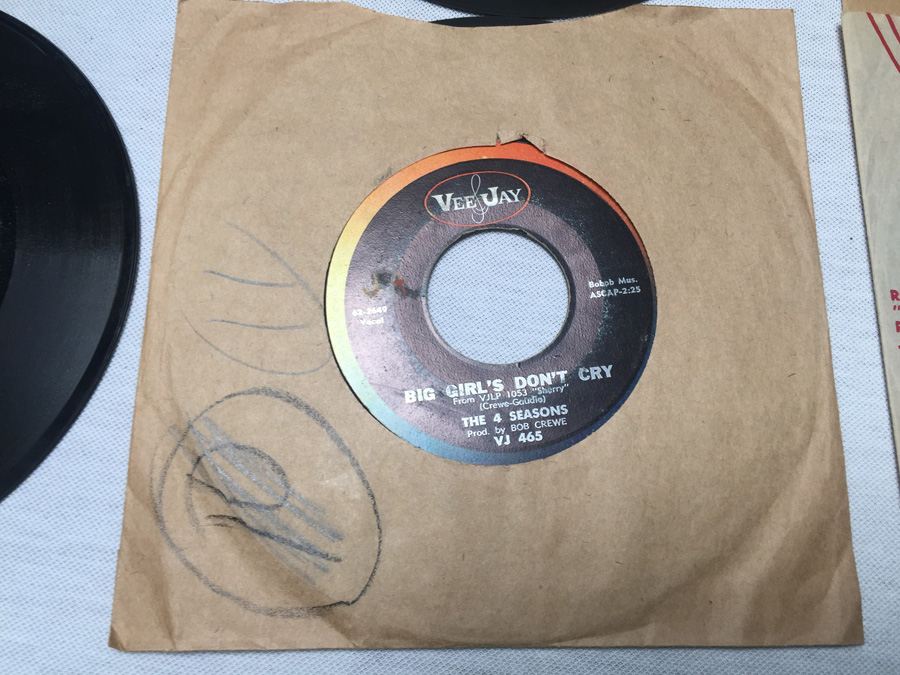 VEE JAY
Bobob Mus.
ASCAP-2:25
62-2649
Vocal
BIG GIRL'S DON'T CRY
From VJLP 1053 "Sherry"
(Crewe-Gaudio)
THE 4 SEASONS
Prod. by BOB CREWE
VJ 465